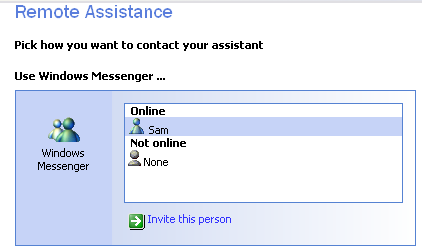 Remote Assistance
Pick how you want to contact your assistant
Use Windows Messenger ...
Windows
Messenger
Online
Sam
Not online
None
Invite this person